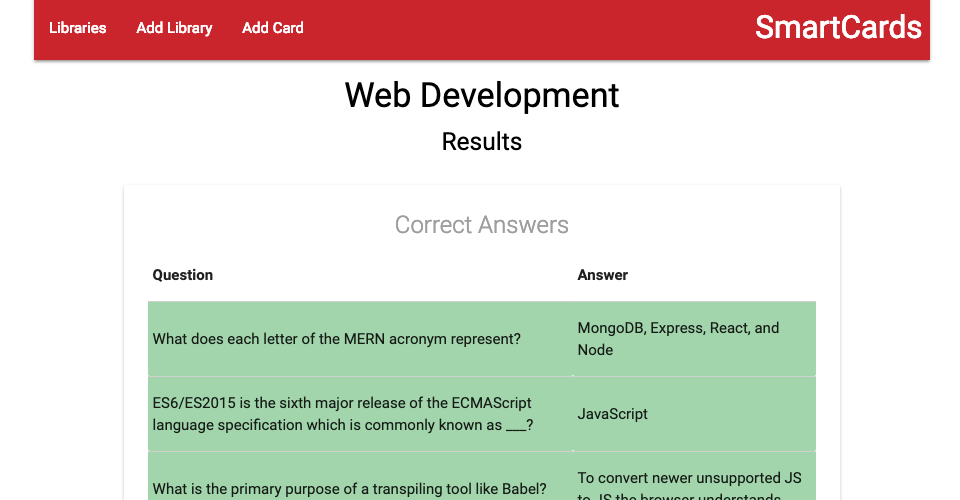 Libraries Add Library Add Card SmartCards
Web Development
Results
Correct Answers
Question Answer
What does each letter of the MERN acronym represent? MongoDB, Express, React, and
Node
ES6/ES2015 is the sixth major release of the ECMAScript
language specification which is commonly known as ___? JavaScript
What is the primary purpose of a transpiling tool like Babel? To convert newer unsupported JS
to JS the browser understands